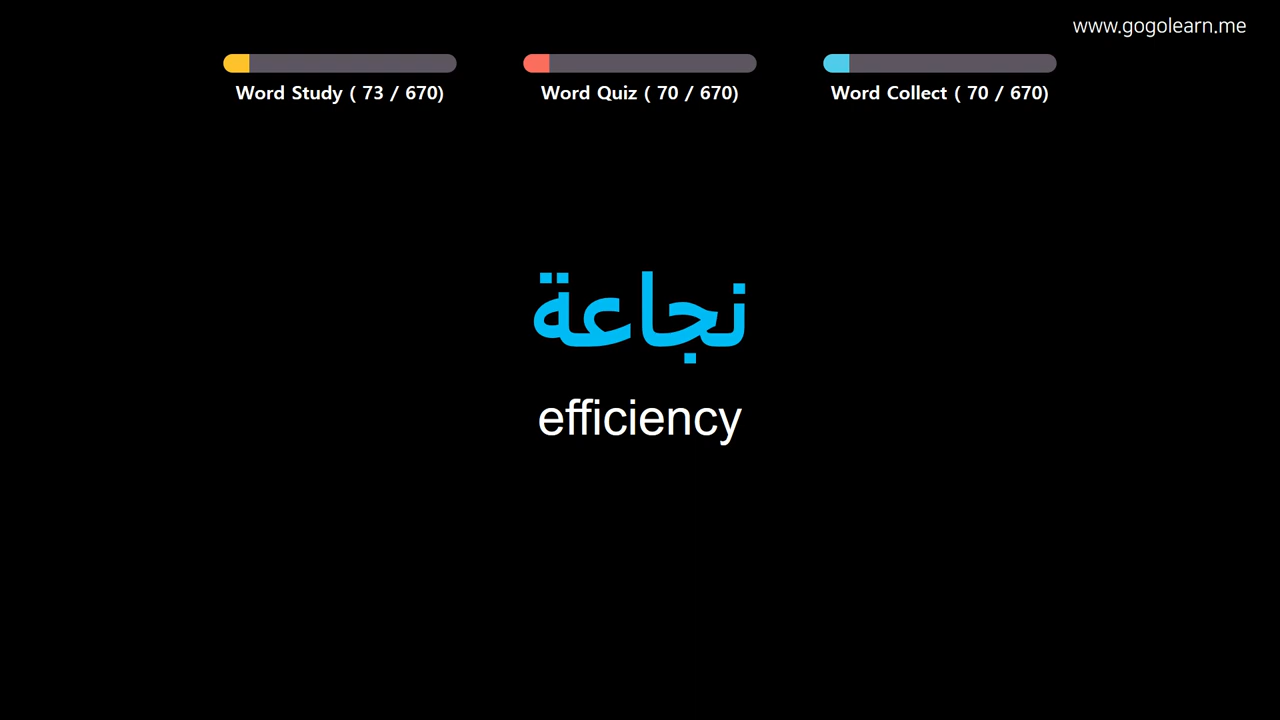 www.gogolearn.me
Word Study ( 73 / 670)
Word Quiz ( 70 / 670)
Word Collect ( 70 / 670)
نجاعة
efficiency